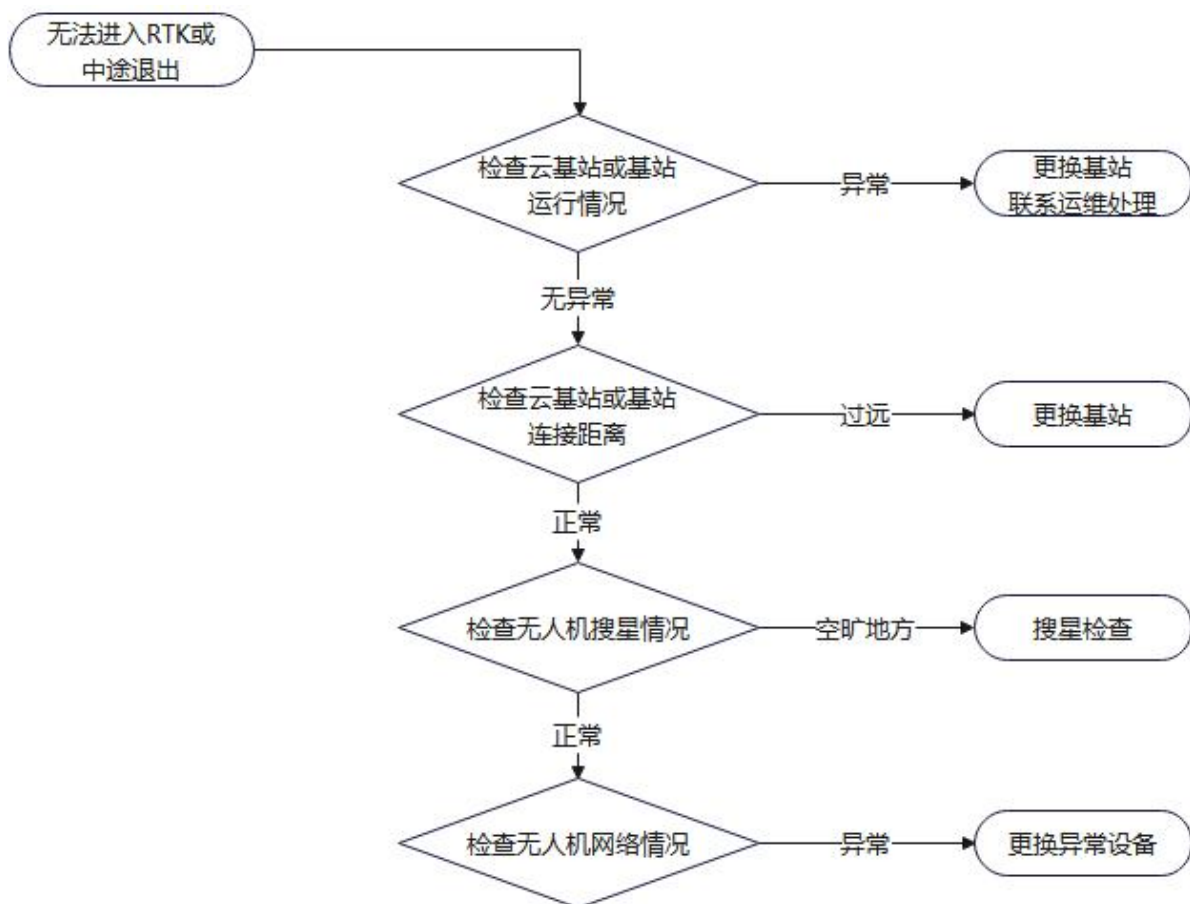 无法进入RTK或
中途退出
检查云基站或基站
运行情况
异常
更换基站
联系运维处理
无异常
检查云基站或基站
连接距离
过远
更换基站
正常
检查无人机搜星情况
空旷地方
搜星检查
正常
检查无人机网络情况
异常
更换异常设备